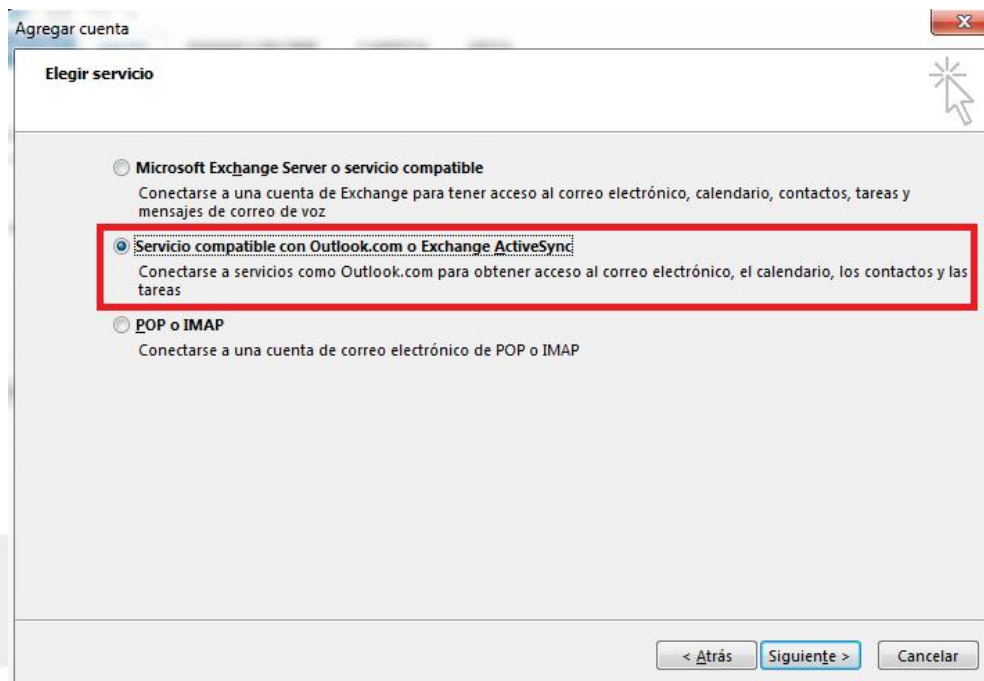 Agregar cuenta
Elegir servicio
Microsoft Exchange Server o servicio compatible
Conectarse a una cuenta de Exchange para tener acceso al correo electrónico, calendario, contactos, tareas y
mensajes de correo de voz
Servicio compatible con Outlook.com o Exchange ActiveSync
Conectarse a servicios como Outlook.com para obtener acceso al correo electrónico, el calendario, los contactos y las
tareas
POP o IMAP
Conectarse a una cuenta de correo electrónico de POP o IMAP
< Atrás Siguiente > Cancelar